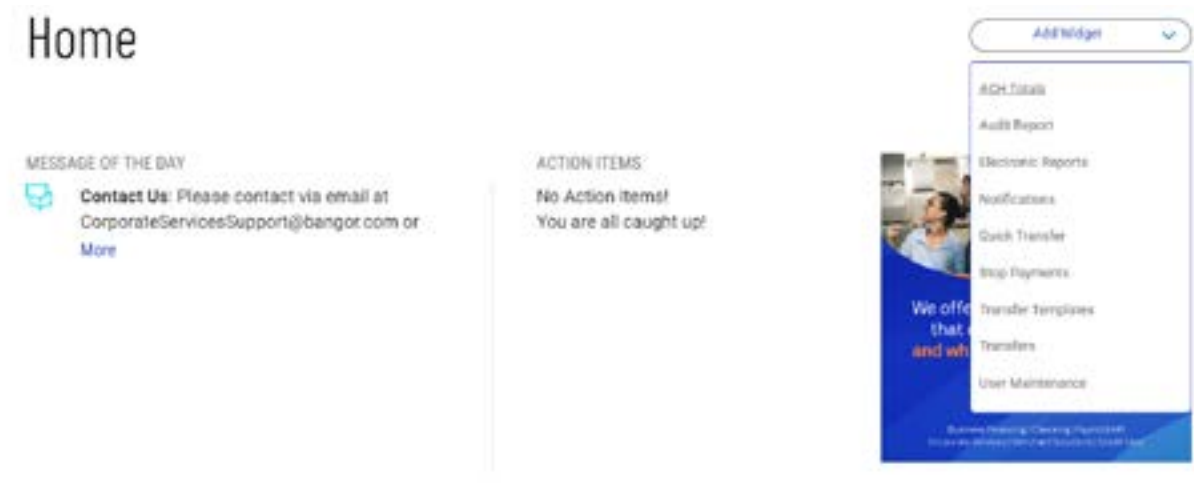 Home
Add Widget
ACH Totals
Audit Report
Electronic Reports
Notifications
Quick Transfer
Stop Payments
Transfer Templates
Transfers
User Maintenance
MESSAGE OF THE DAY
Contact Us: Please contact via email at
CorporateServicesSupport@bangor.com or
More
ACTION ITEMS
No Action Items!
You are all caught up!
We offe
that
and wh